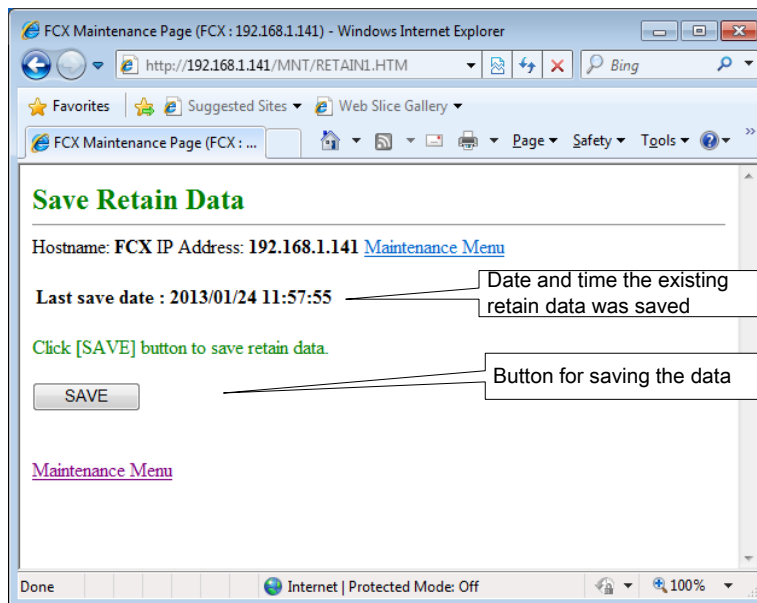 FCX Maintenance Page (FCX : 192.168.1.141) - Windows Internet Explorer
http://192.168.1.141/MNT/RETAIN1.HTM
Bing
Favorites Suggested Sites Web Slice Gallery
FCX Maintenance Page (FCX : ... Page Safety Tools »
Save Retain Data
Hostname: FCX IP Address: 192.168.1.141 Maintenance Menu
Last save date : 2013/01/24 11:57:55
Date and time the existing
retain data was saved
Click [SAVE] button to save retain data.
Button for saving the data
SAVE
Maintenance Menu
Done Internet | Protected Mode: Off 100%